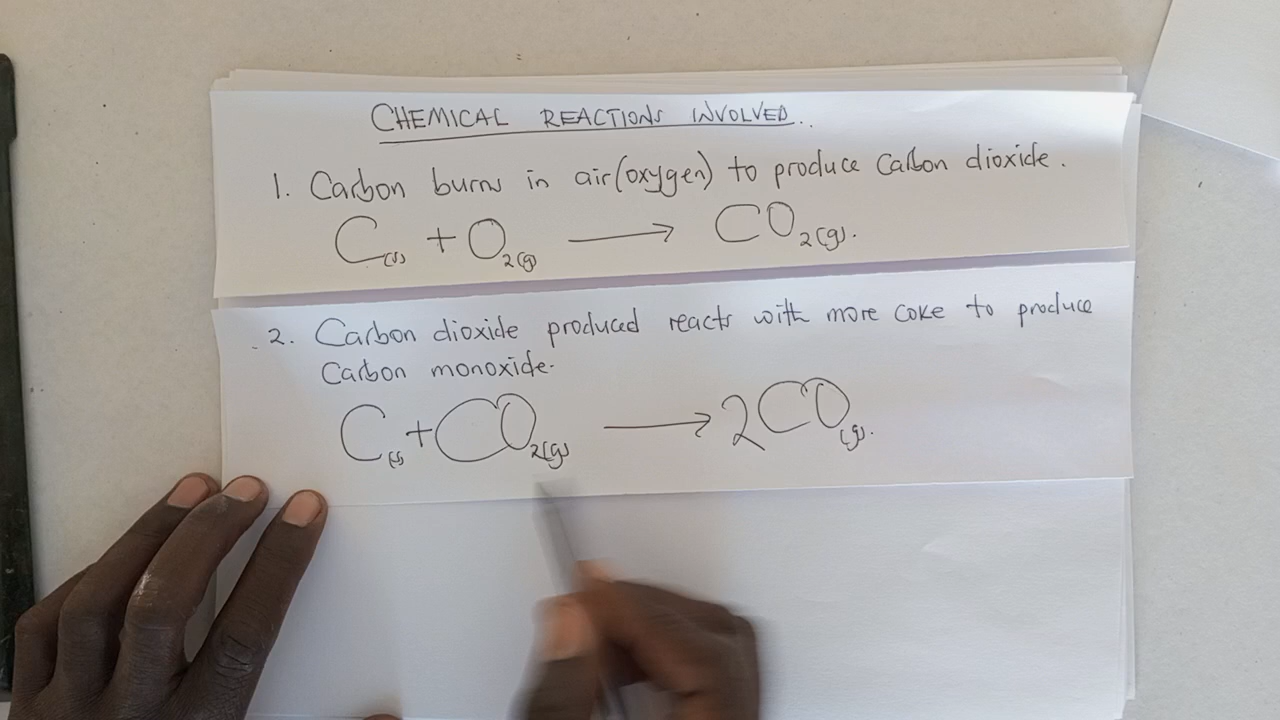 CHEMICAL REACTIONS INVOLVED..
1. Carbon burns in air(oxygen) to produce Carbon dioxide.
C(s) + O2(g) ⟶ CO2(g).
2. Carbon dioxide produced reacts with more coke to produce
Carbon monoxide.
C(s) + CO2(g) ⟶ 2CO(g).